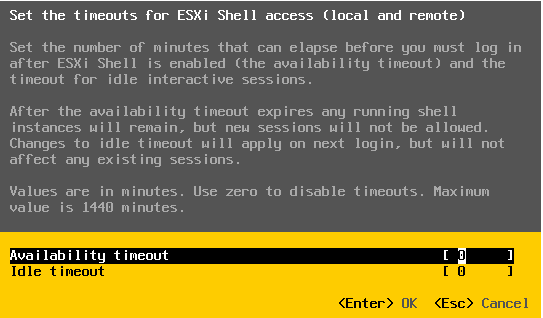 Set the timeouts for ESXi Shell access (local and remote)
Set the number of minutes that can elapse before you must log in
after ESXi Shell is enabled (the availability timeout) and the
timeout for idle interactive sessions.
After the availability timeout expires any running shell
instances will remain, but new sessions will not be allowed.
Changes to idle timeout will apply on next login, but will not
affect any existing sessions.
Values are in minutes. Use zero to disable timeouts. Maximum
value is 1440 minutes.
Availability timeout [ 0 ]
Idle timeout [ 0 ]
<Enter> OK <Esc> Cancel